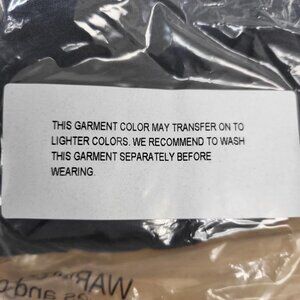 THIS GARMENT COLOR MAY TRANSFER ON TO
LIGHTER COLORS. WE RECOMMEND TO WASH
THIS GARMENT SEPARATELY BEFORE
WEARING.